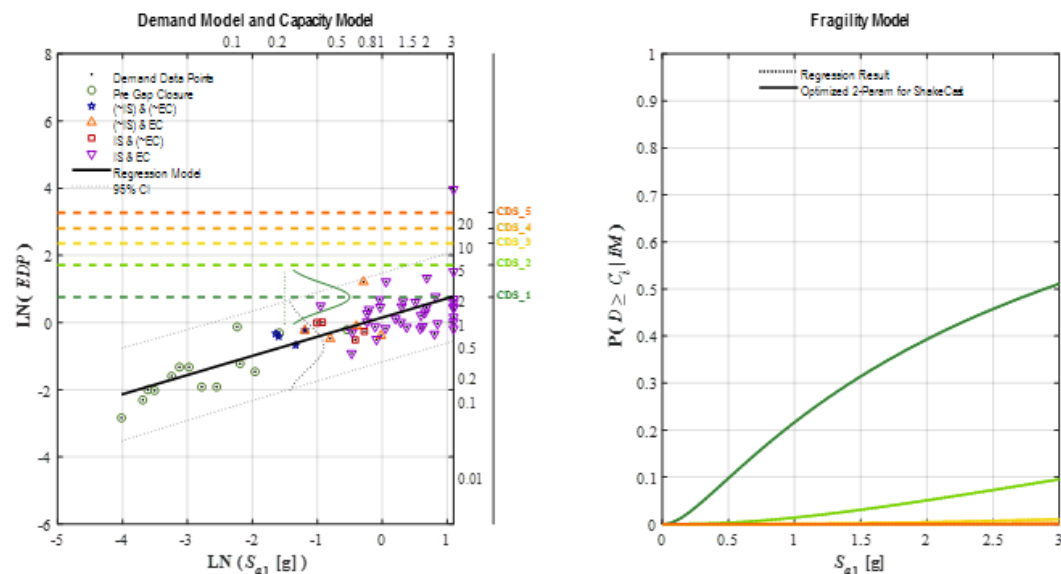 Demand Model and Capacity Model
0.1 0.2 0.5 0.81 1.5 2 3
8
6
4
2
0
-2
-4
-6
LN( EDP )
Demand Data Points
Pre Gap Closure
(~IS) & (~EC)
(~IS) & EC
IS & (~EC)
IS & EC
Regression Model
95% CI
CDS_5
20
CDS_4
10
CDS_3
5
CDS_2
2
CDS_1
1
0.5
0.2
0.1
0.01
-5 -4 -3 -2 -1 0 1
LN ( Sa1 [g] )
Fragility Model
1
0.9
0.8
0.7
0.6
0.5
0.4
0.3
0.2
0.1
0
P( D ≥ Ci | IM )
Regression Result
Optimized 2-Param for ShakeCast
0 0.5 1 1.5 2 2.5 3
Sa1 [g]